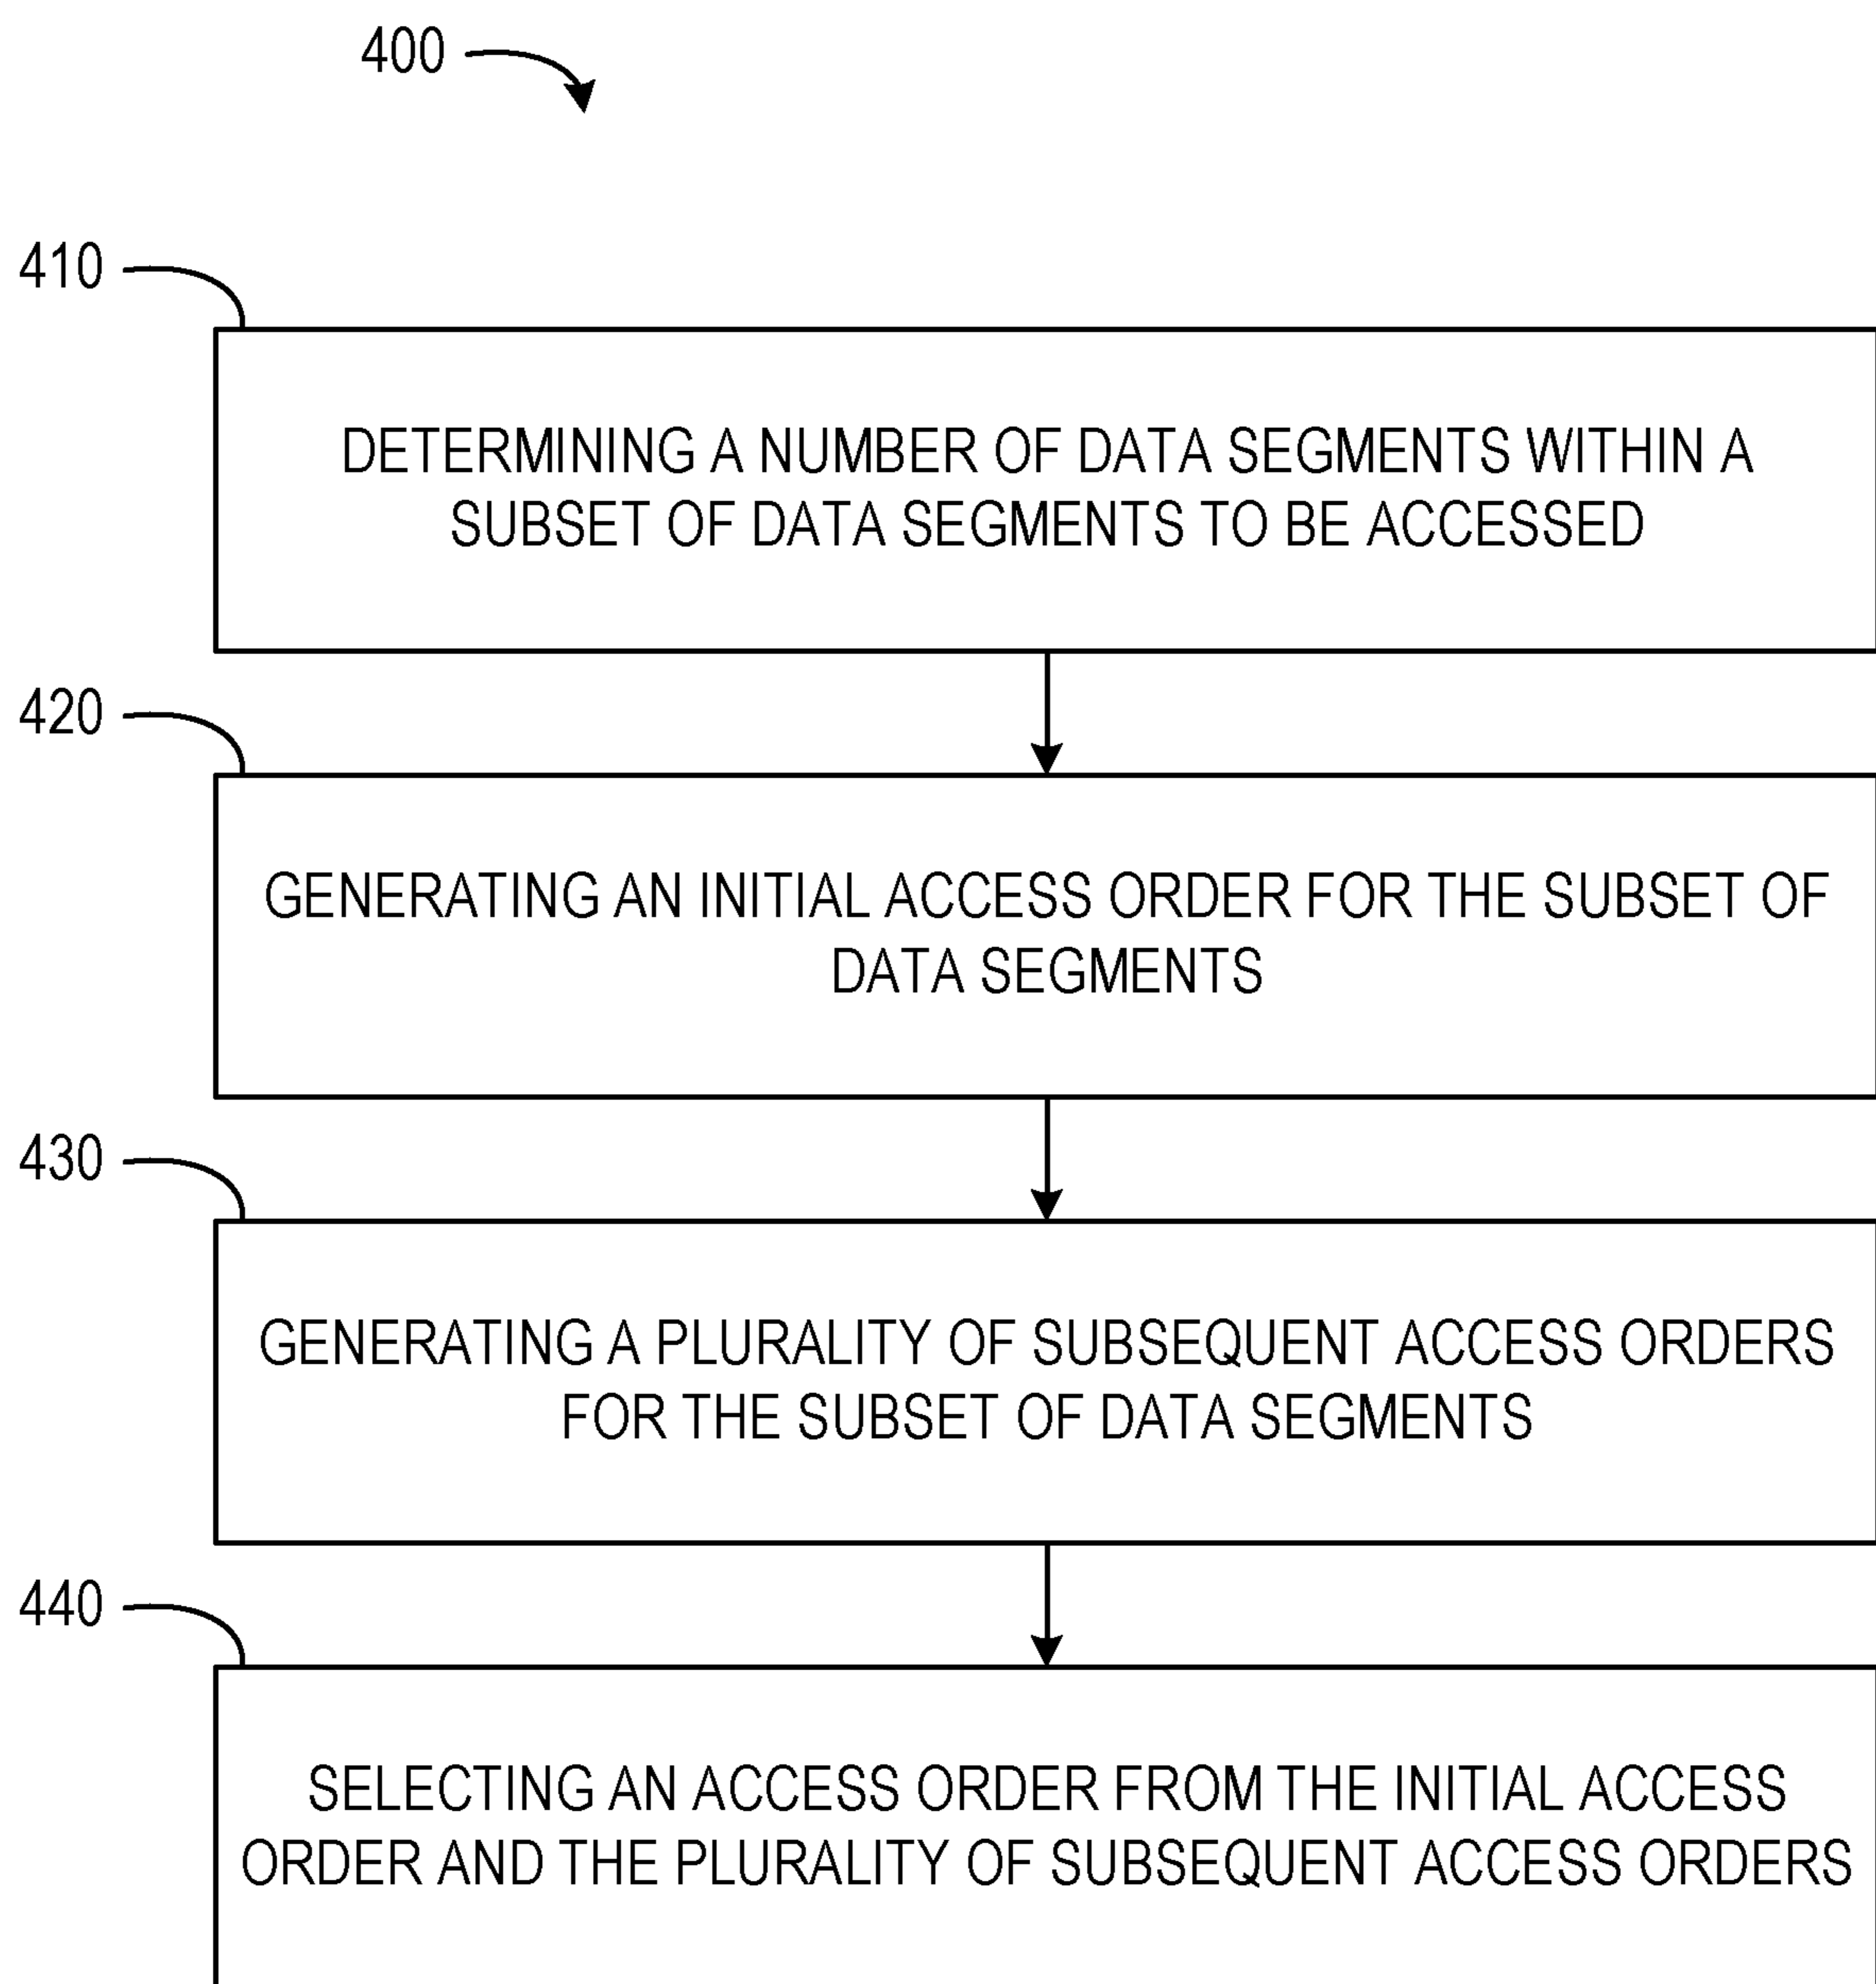 400
410
DETERMINING A NUMBER OF DATA SEGMENTS WITHIN A
SUBSET OF DATA SEGMENTS TO BE ACCESSED
420
GENERATING AN INITIAL ACCESS ORDER FOR THE SUBSET OF
DATA SEGMENTS
430
GENERATING A PLURALITY OF SUBSEQUENT ACCESS ORDERS
FOR THE SUBSET OF DATA SEGMENTS
440
SELECTING AN ACCESS ORDER FROM THE INITIAL ACCESS
ORDER AND THE PLURALITY OF SUBSEQUENT ACCESS ORDERS